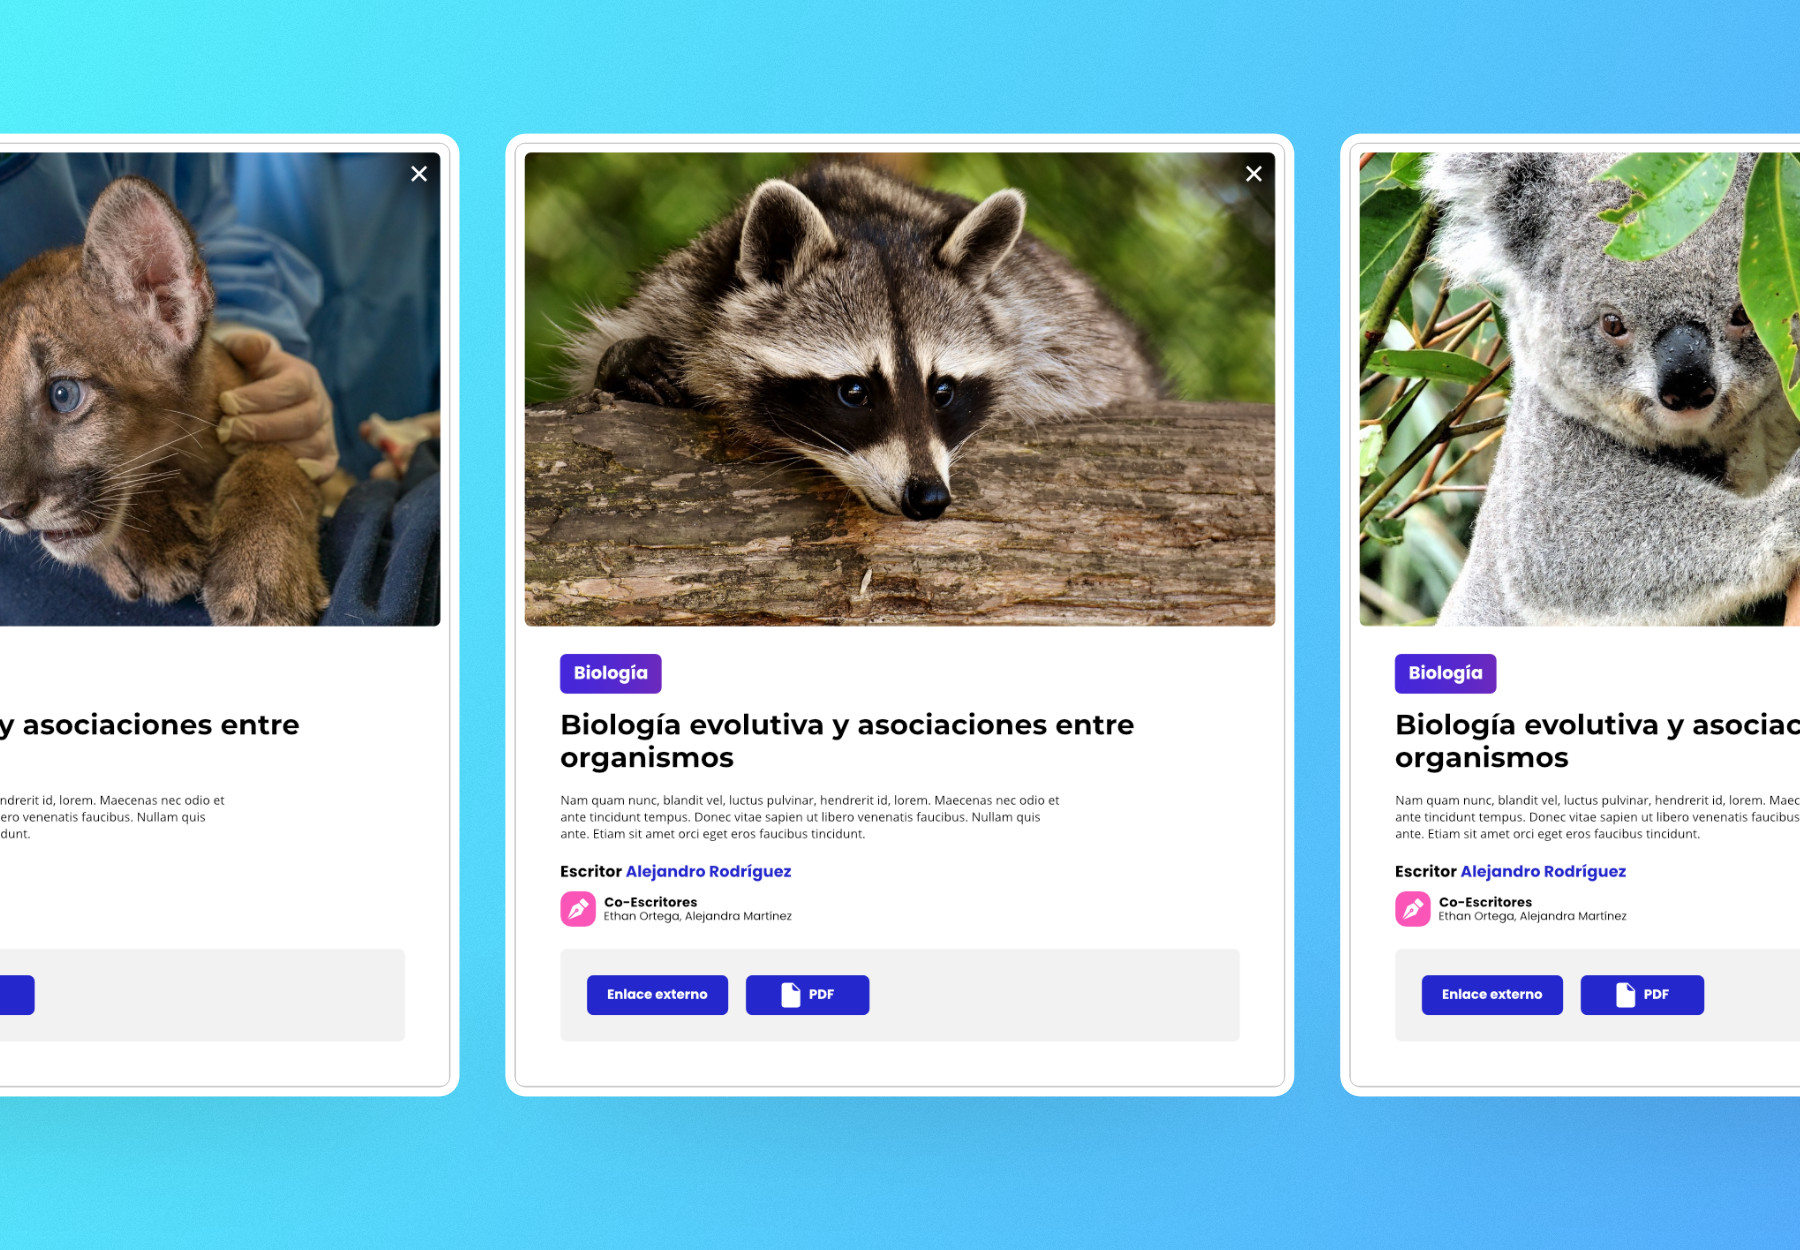 y asociaciones entre
ndrerit id, lorem. Maecenas nec odio et
ero venenatis faucibus. Nullam quis
dunt.
Biología
Biología evolutiva y asociaciones entre
organismos
Nam quam nunc, blandit vel, luctus pulvinar, hendrerit id, lorem. Maecenas nec odio et
ante tincidunt tempus. Donec vitae sapien ut libero venenatis faucibus. Nullam quis
ante. Etiam sit amet orci eget eros faucibus tincidunt.
Escritor Alejandro Rodríguez
Co-Escritores
Ethan Ortega, Alejandra Martínez
Enlace externo
PDF
Biología
Biología evolutiva y asociac
organismos
Nam quam nunc, blandit vel, luctus pulvinar, hendrerit id, lorem. Maec
ante tincidunt tempus. Donec vitae sapien ut libero venenatis faucibus
ante. Etiam sit amet orci eget eros faucibus tincidunt.
Escritor Alejandro Rodríguez
Co-Escritores
Ethan Ortega, Alejandra Martínez
Enlace externo
PDF